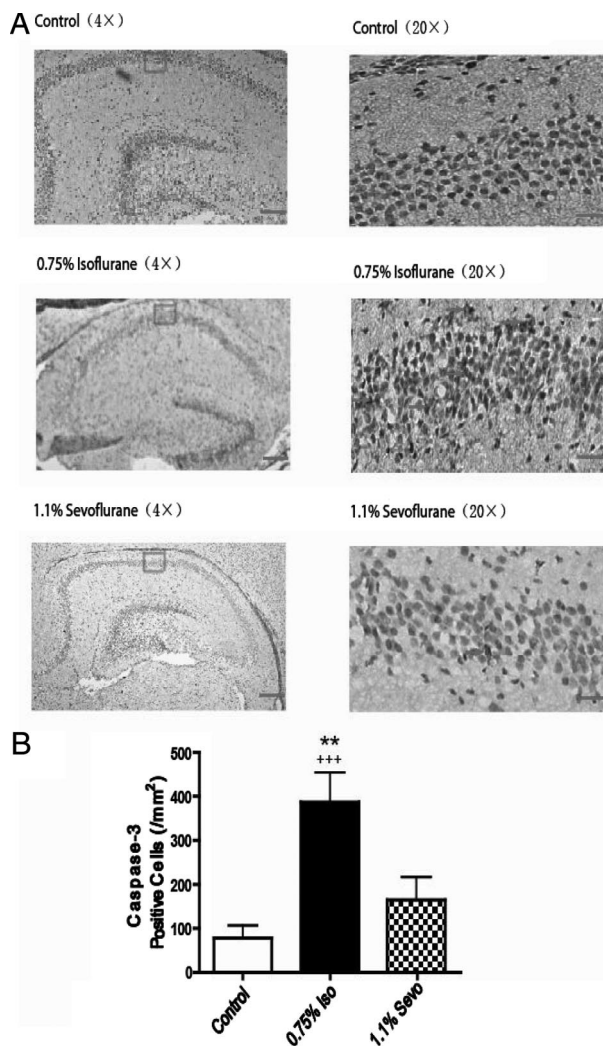 A
Control (4×)
Control (20×)
0.75% Isoflurane (4×)
0.75% Isoflurane (20×)
1.1% Sevoflurane (4×)
1.1% Sevoflurane (20×)
B
Caspase-3
Positive Cells (/mm²)
500
400
300
200
100
0
**
+++
Control
0.75% Iso
1.1% Sevo